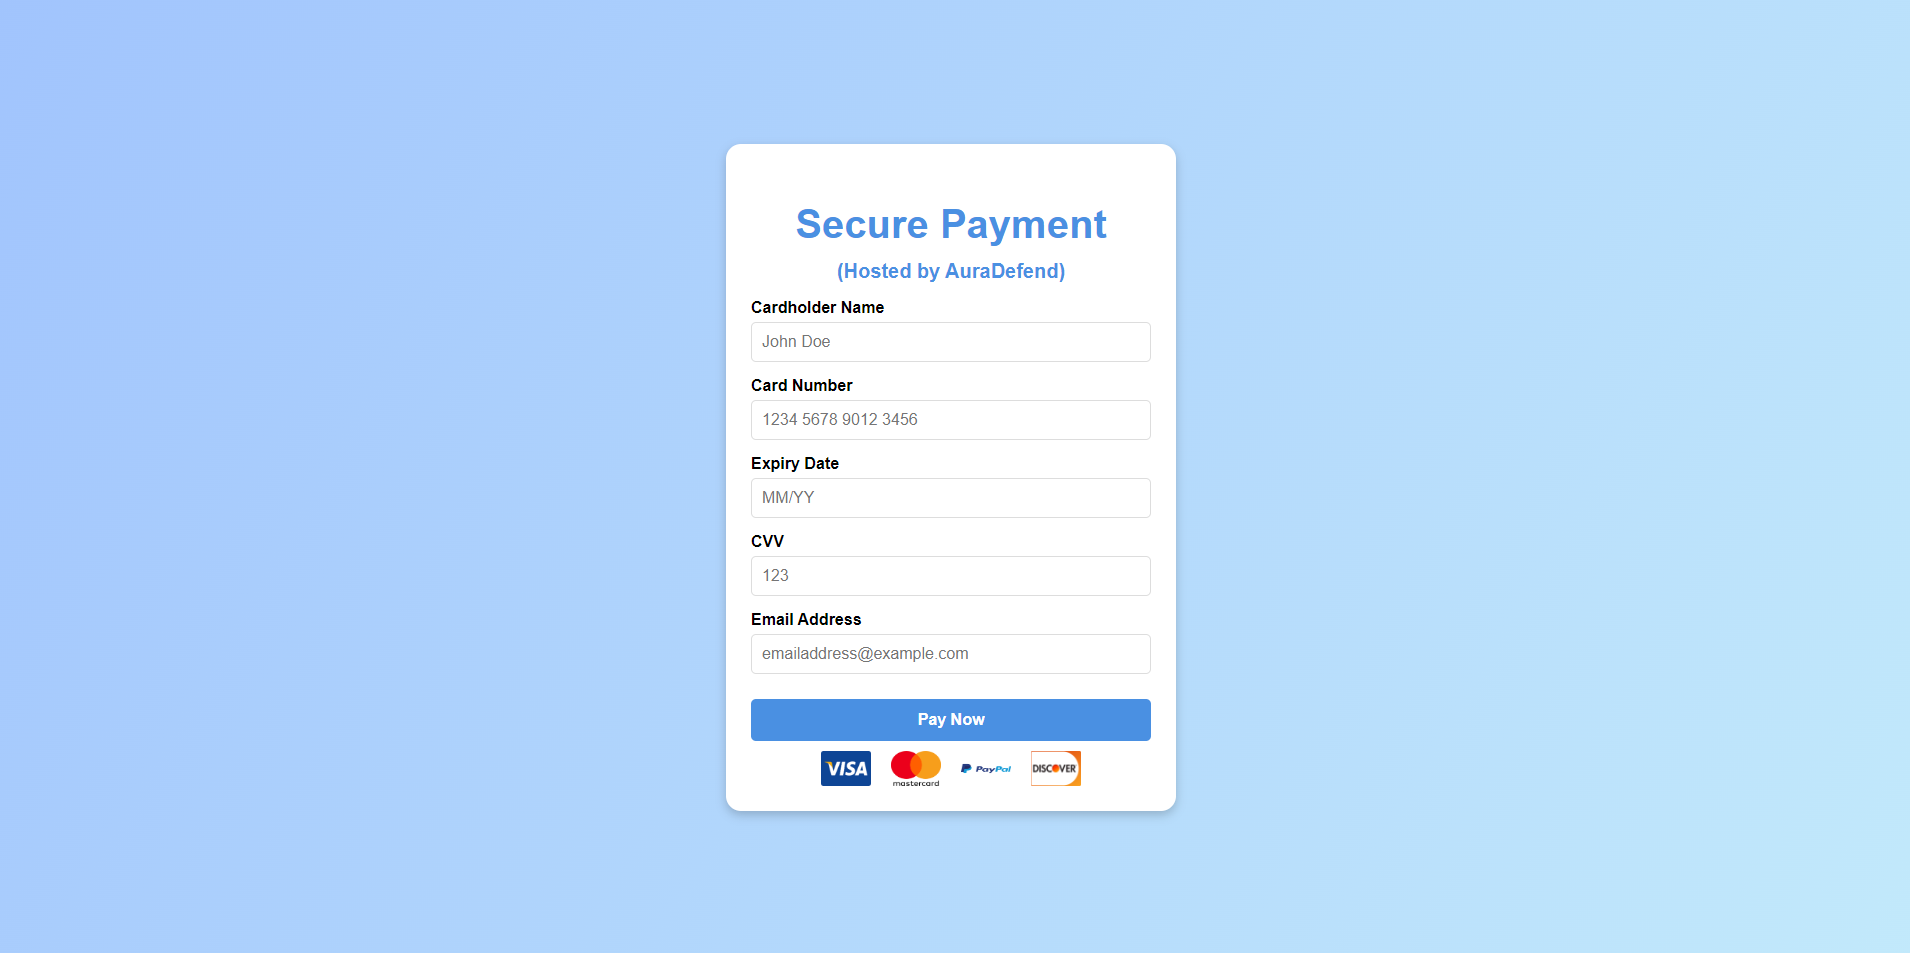 Secure Payment
(Hosted by AuraDefend)
Cardholder Name
John Doe
Card Number
1234 5678 9012 3456
Expiry Date
MM/YY
CVV
123
Email Address
emailaddress@example.com
Pay Now
VISA mastercard PayPal DISCOVER